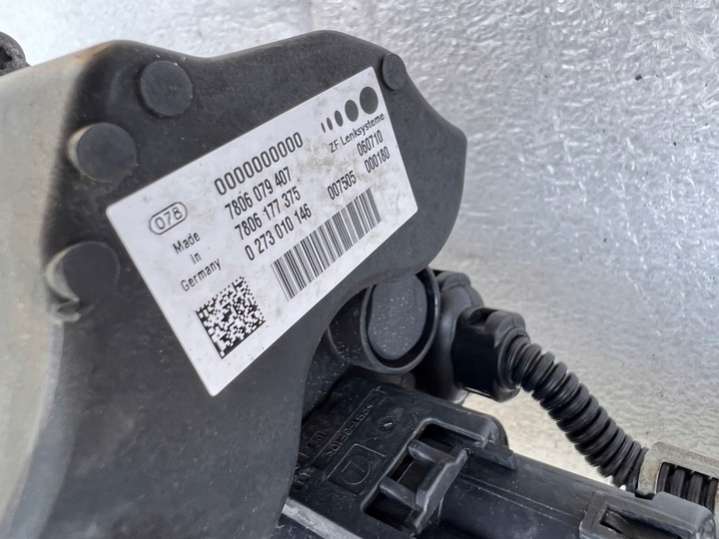 078
Made
in
Germany
0000000000
7806 079 407
7806 177 375
0 273 010 146
ZF Lenksysteme
060710
007505 000180